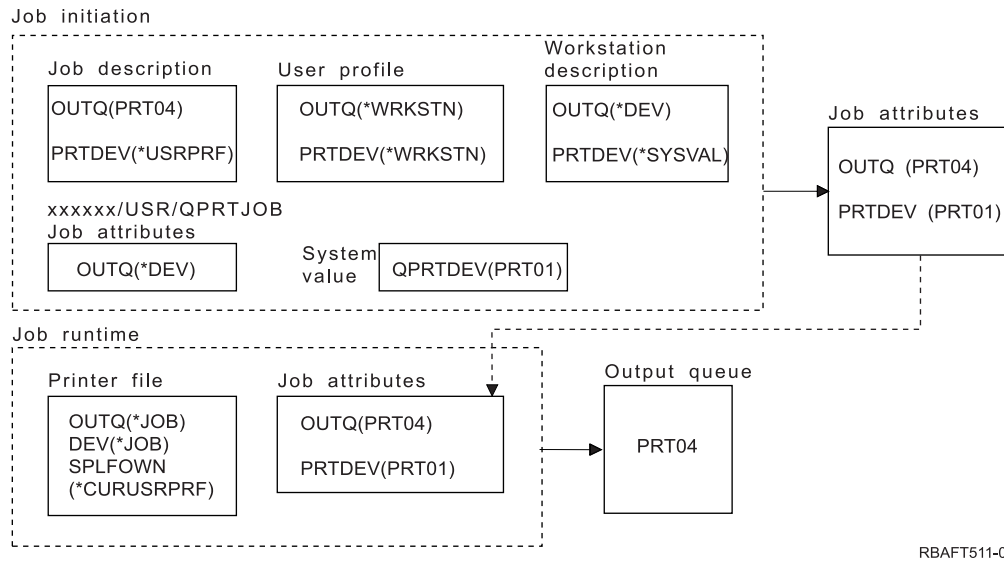 Job initiation
Job description
User profile
Workstation
description
OUTQ(PRT04)
PRTDEV(*USRPRF)
OUTQ(*WRKSTN)
PRTDEV(*WRKSTN)
OUTQ(*DEV)
PRTDEV(*SYSVAL)
Job attributes
OUTQ (PRT04)
PRTDEV (PRT01)
xxxxxx/USR/QPRTJOB
Job attributes
OUTQ(*DEV)
System
value
QPRTDEV(PRT01)
Job runtime
Printer file
OUTQ(*JOB)
DEV(*JOB)
SPLFOWN
(*CURUSRPRF)
Job attributes
OUTQ(PRT04)
PRTDEV(PRT01)
Output queue
PRT04
RBAFT511-0